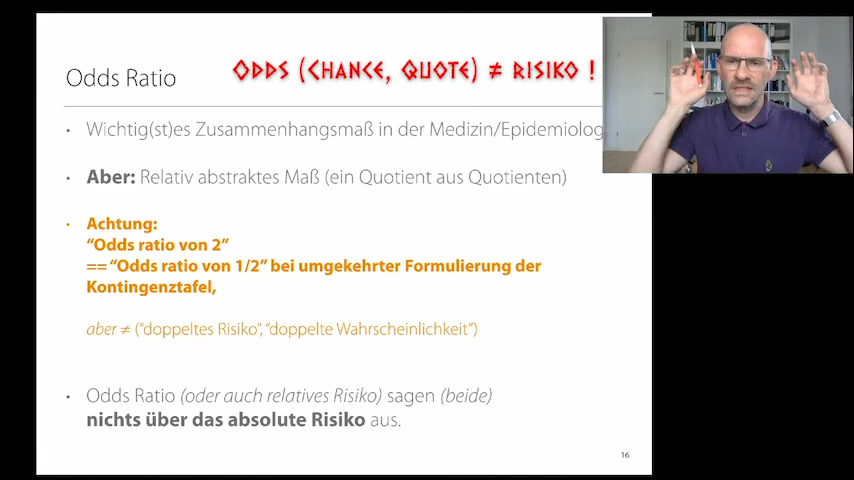 Odds Ratio
ODDS (CHANCE, QUOTE) ≠ RISIKO !
• Wichtig(st)es Zusammenhangsmaß in der Medizin/Epidemiolog
• Aber: Relativ abstraktes Maß (ein Quotient aus Quotienten)
• Achtung:
“Odds ratio von 2”
== “Odds ratio von 1/2” bei umgekehrter Formulierung der
Kontingenztafel,
aber ≠ (“doppeltes Risiko”, “doppelte Wahrscheinlichkeit”)
• Odds Ratio (oder auch relatives Risiko) sagen (beide)
nichts über das absolute Risiko aus.
16